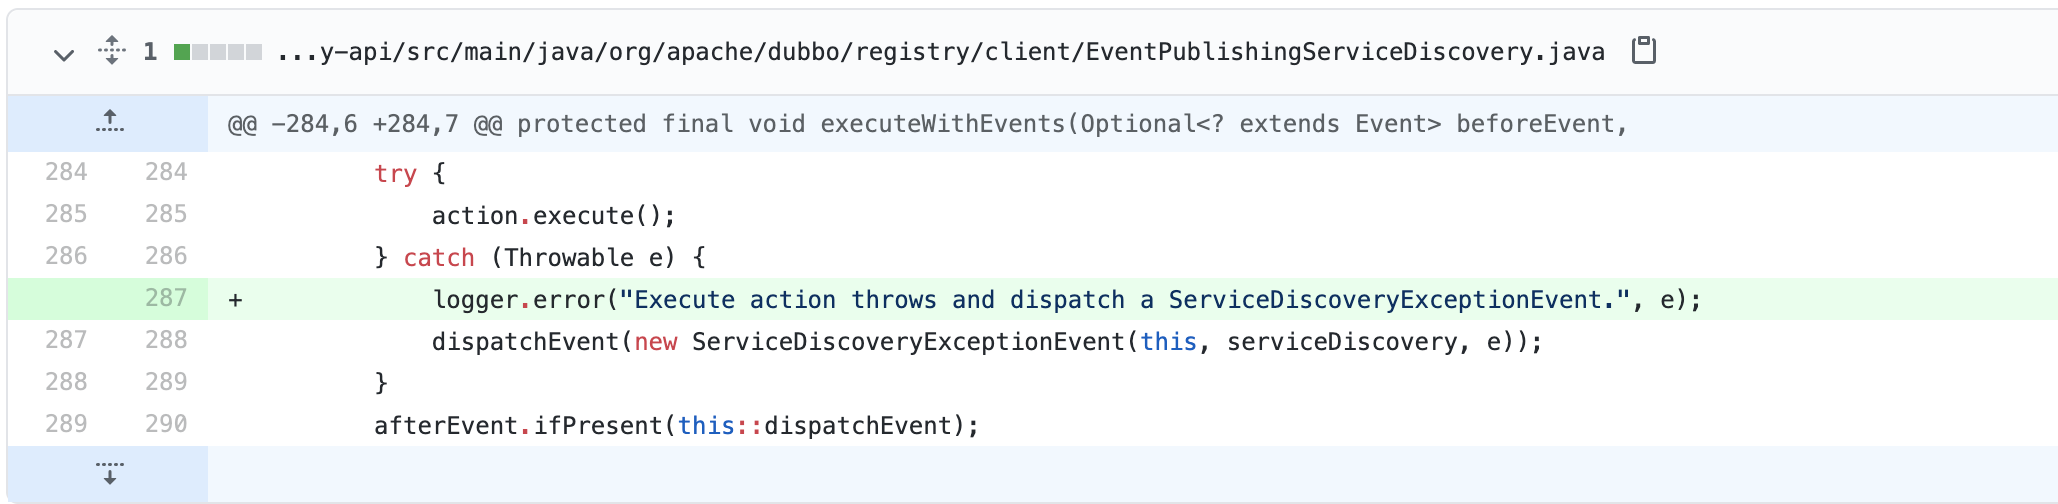 1 ...y-api/src/main/java/org/apache/dubbo/registry/client/EventPublishingServiceDiscovery.java
@@ -284,6 +284,7 @@ protected final void executeWithEvents(Optional<? extends Event> beforeEvent,
284 284 try {
285 285 action.execute();
286 286 } catch (Throwable e) {
287 + logger.error("Execute action throws and dispatch a ServiceDiscoveryExceptionEvent.", e);
287 288 dispatchEvent(new ServiceDiscoveryExceptionEvent(this, serviceDiscovery, e));
288 289 }
289 290 afterEvent.ifPresent(this::dispatchEvent);